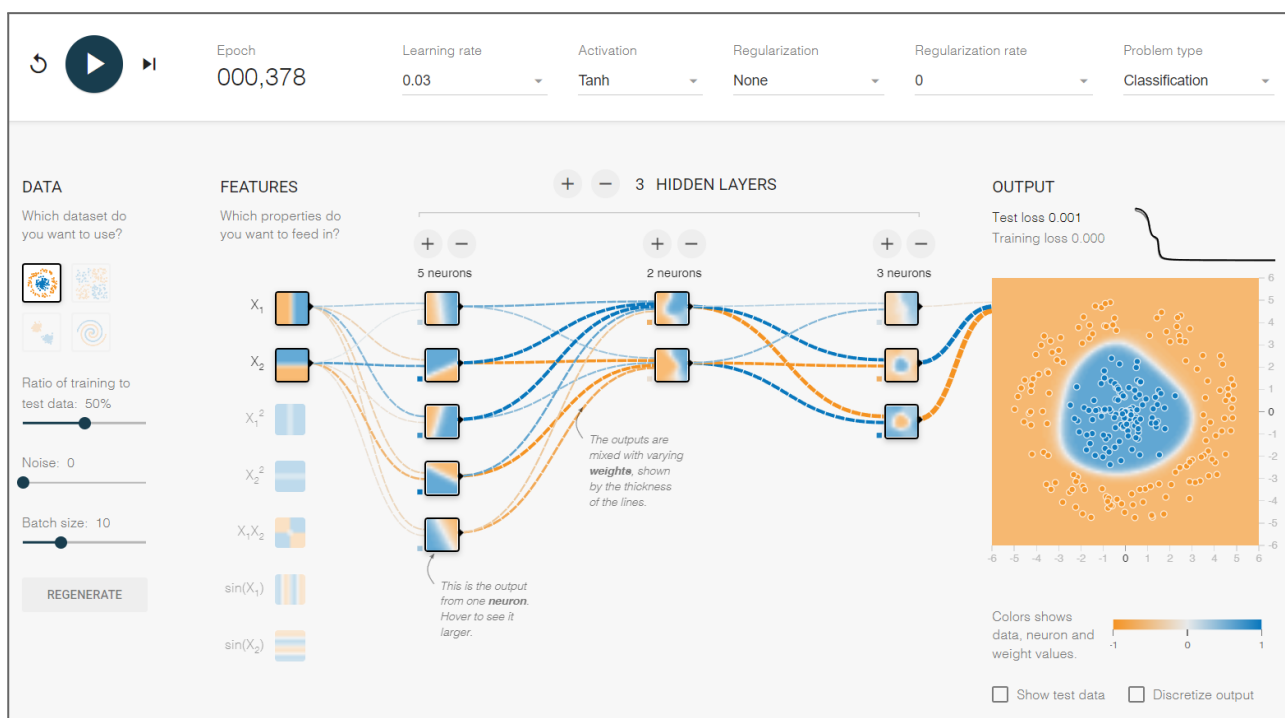 Epoch
000,378
Learning rate
0.03
Activation
Tanh
Regularization
None
Regularization rate
0
Problem type
Classification
DATA
Which dataset do
you want to use?
Ratio of training to
test data: 50%
Noise: 0
Batch size: 10
REGENERATE
FEATURES
Which properties do
you want to feed in?
X₁
X₂
X₁²
X₂²
X₁X₂
sin(X₁)
sin(X₂)
+ − 3 HIDDEN LAYERS
+ −
5 neurons
+ −
2 neurons
+ −
3 neurons
The outputs are
mixed with varying
weights, shown
by the thickness
of the lines.
This is the output
from one neuron.
Hover to see it
larger.
OUTPUT
Test loss 0.001
Training loss 0.000
6
5
4
3
2
1
0
-1
-2
-3
-4
-5
-6
-6 -5 -4 -3 -2 -1 0 1 2 3 4 5 6
Colors shows
data, neuron and
weight values.
-1 0 1
Show test data
Discretize output